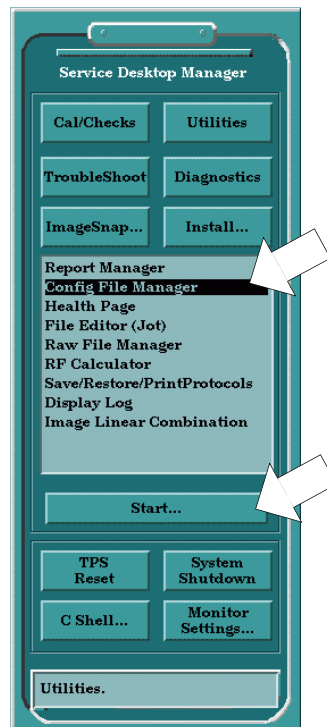 Service Desktop Manager
Cal/Checks
Utilities
TroubleShoot
Diagnostics
ImageSnap...
Install...
Report Manager
Config File Manager
Health Page
File Editor (Jot)
Raw File Manager
RF Calculator
Save/Restore/PrintProtocols
Display Log
Image Linear Combination
Start...
TPS
Reset
System
Shutdown
C Shell...
Monitor
Settings...
Utilities.